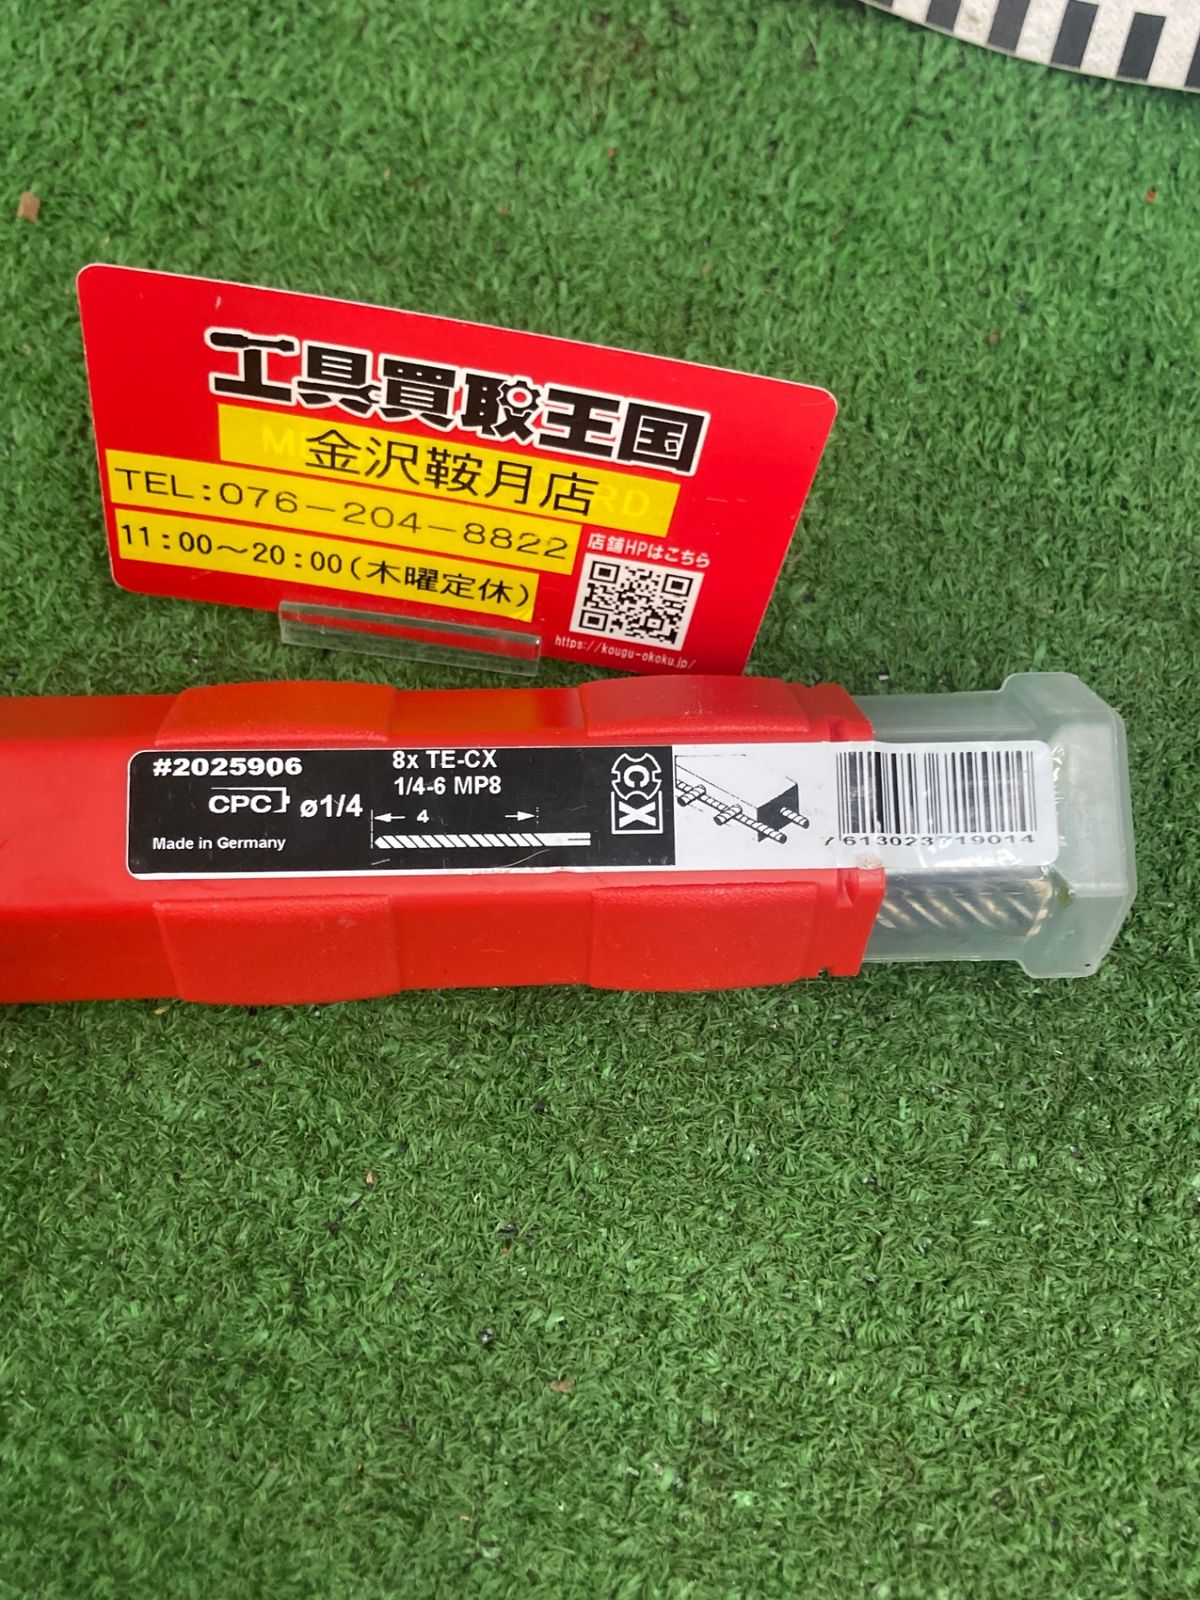 工具買取王国
金沢鞍月店
TEL:076-204-8822
11:00~20:00(木曜定休)
店舗HPはこちら
https://kougu-okoku.jp/
#2025906
CPC ø1/4
Made in Germany
8x TE-CX
1/4-6 MP8
4
CX
7613023719014